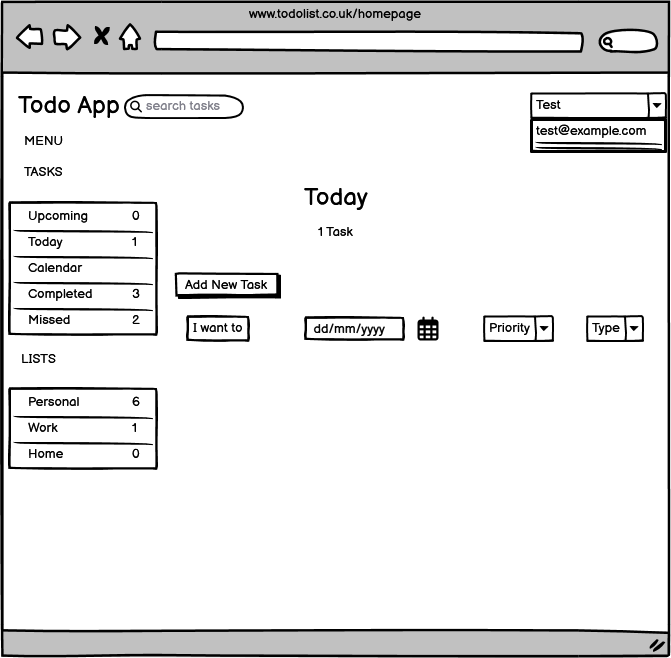 www.todolist.co.uk/homepage
Todo App
search tasks
Test
test@example.com
MENU
TASKS
Today
Upcoming 0
Today 1
1 Task
Calendar
Add New Task
Completed 3
Missed 2
I want to
dd/mm/yyyy
Priority
Type
LISTS
Personal 6
Work 1
Home 0